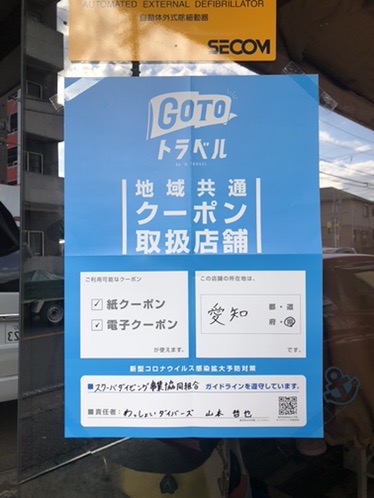 AUTOMATED EXTERNAL DEFIBRILLATOR
自動体外式除細動器
SECOM
GOTO
トラベル
地域共通
クーポン
取扱店舗
ご利用可能なクーポン
✓ 紙クーポン
✓ 電子クーポン
が使えます。
この店舗の所在地は、
愛知
都・道
府・県
です。
新型コロナウイルス感染拡大予防対策
■スクーバダイビング事業協同組合 ガイドラインを遵守しています。
■責任者: わっしょいダイバーズ 山本 哲也